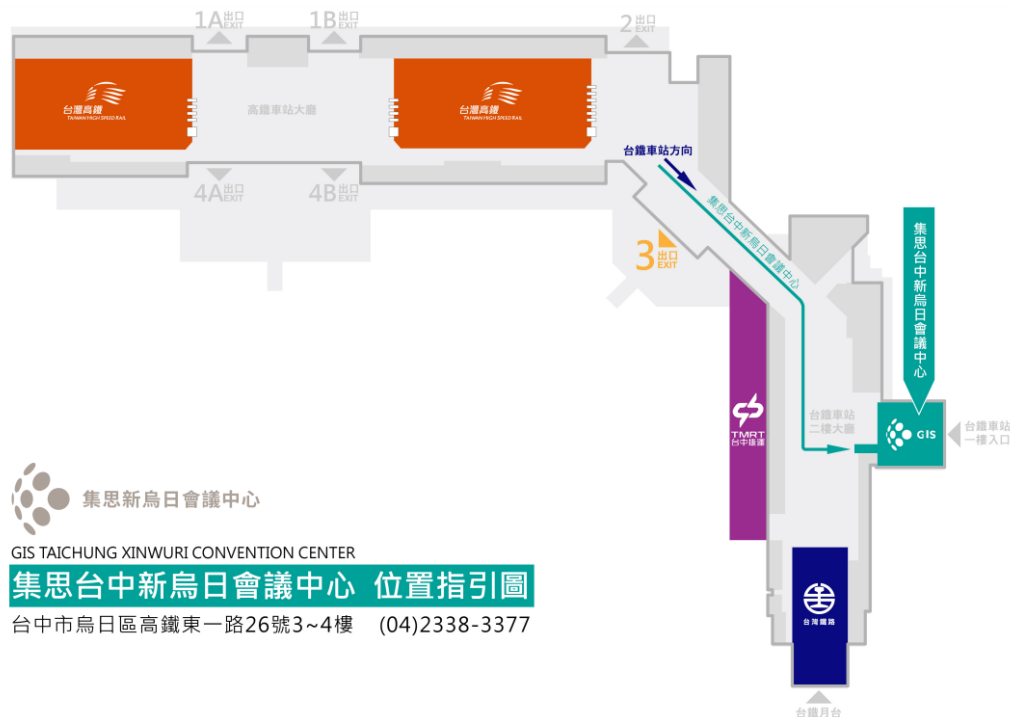 1A出口
EXIT
1B出口
EXIT
2出口
EXIT
台灣高鐵
TAIWAN HIGH SPEED RAIL
高鐵車站大廳
台灣高鐵
TAIWAN HIGH SPEED RAIL
台鐵車站方向
4A出口
EXIT
4B出口
EXIT
集思台中新烏日會議中心
3出口
EXIT
集思台中新烏日會議中心
TMRT
台中捷運
台鐵車站
二樓大廳
GIS
台鐵車站
一樓入口
集思新烏日會議中心
GIS TAICHUNG XINWURI CONVENTION CENTER
集思台中新烏日會議中心 位置指引圖
台中市烏日區高鐵東一路26號3~4樓 (04)2338-3377
台灣鐵路
台鐵月台